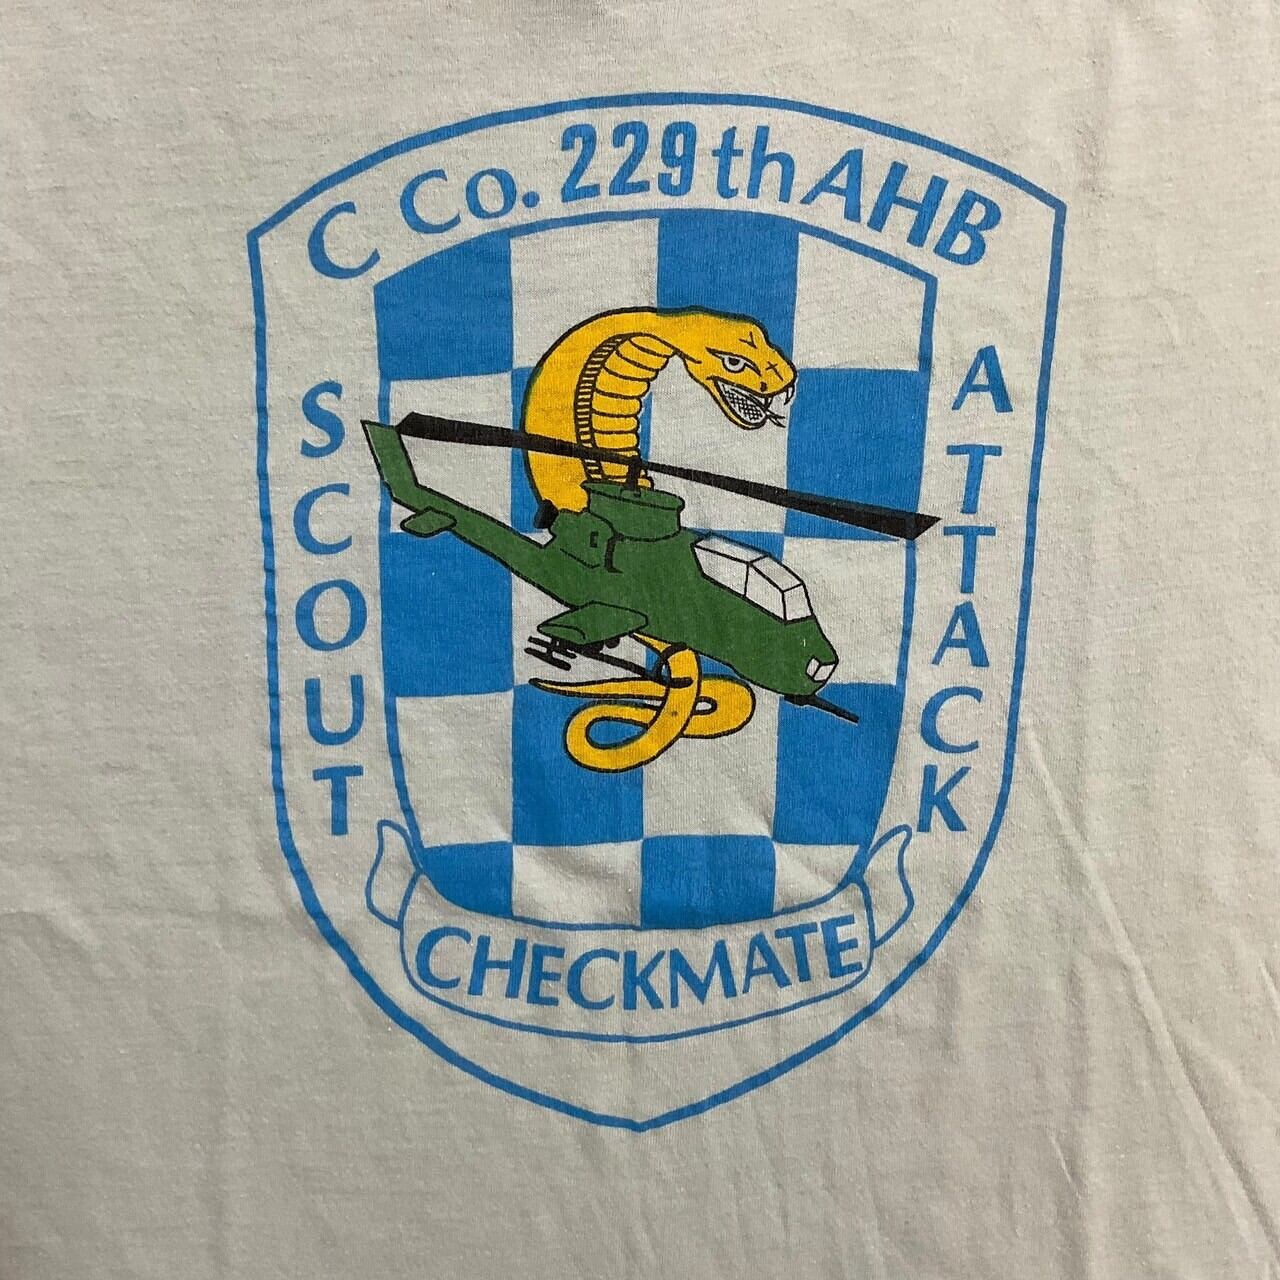 C Co. 229th AHB
SCOUT
ATTACK
CHECKMATE